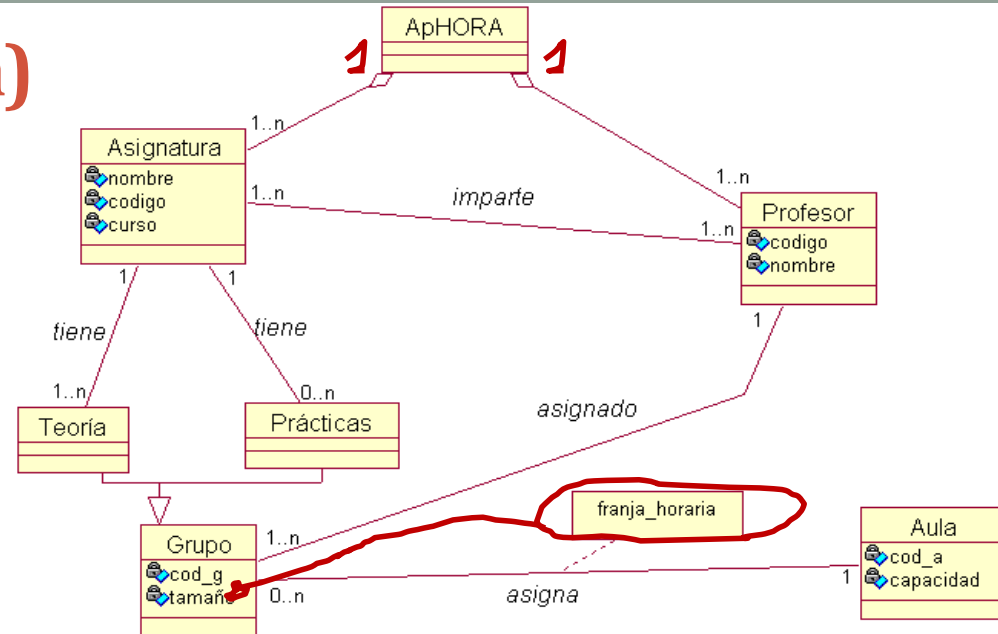 a)
ApHORA
1
1
1..n
1..n
Asignatura
nombre
codigo
curso
1..n
imparte
1..n
Profesor
codigo
nombre
1
1
1
tiene
tiene
1..n
0..n
Teoría
Prácticas
asignado
franja_horaria
Grupo
cod_g
tamaño
1..n
0..n
asigna
1
Aula
cod_a
capacidad